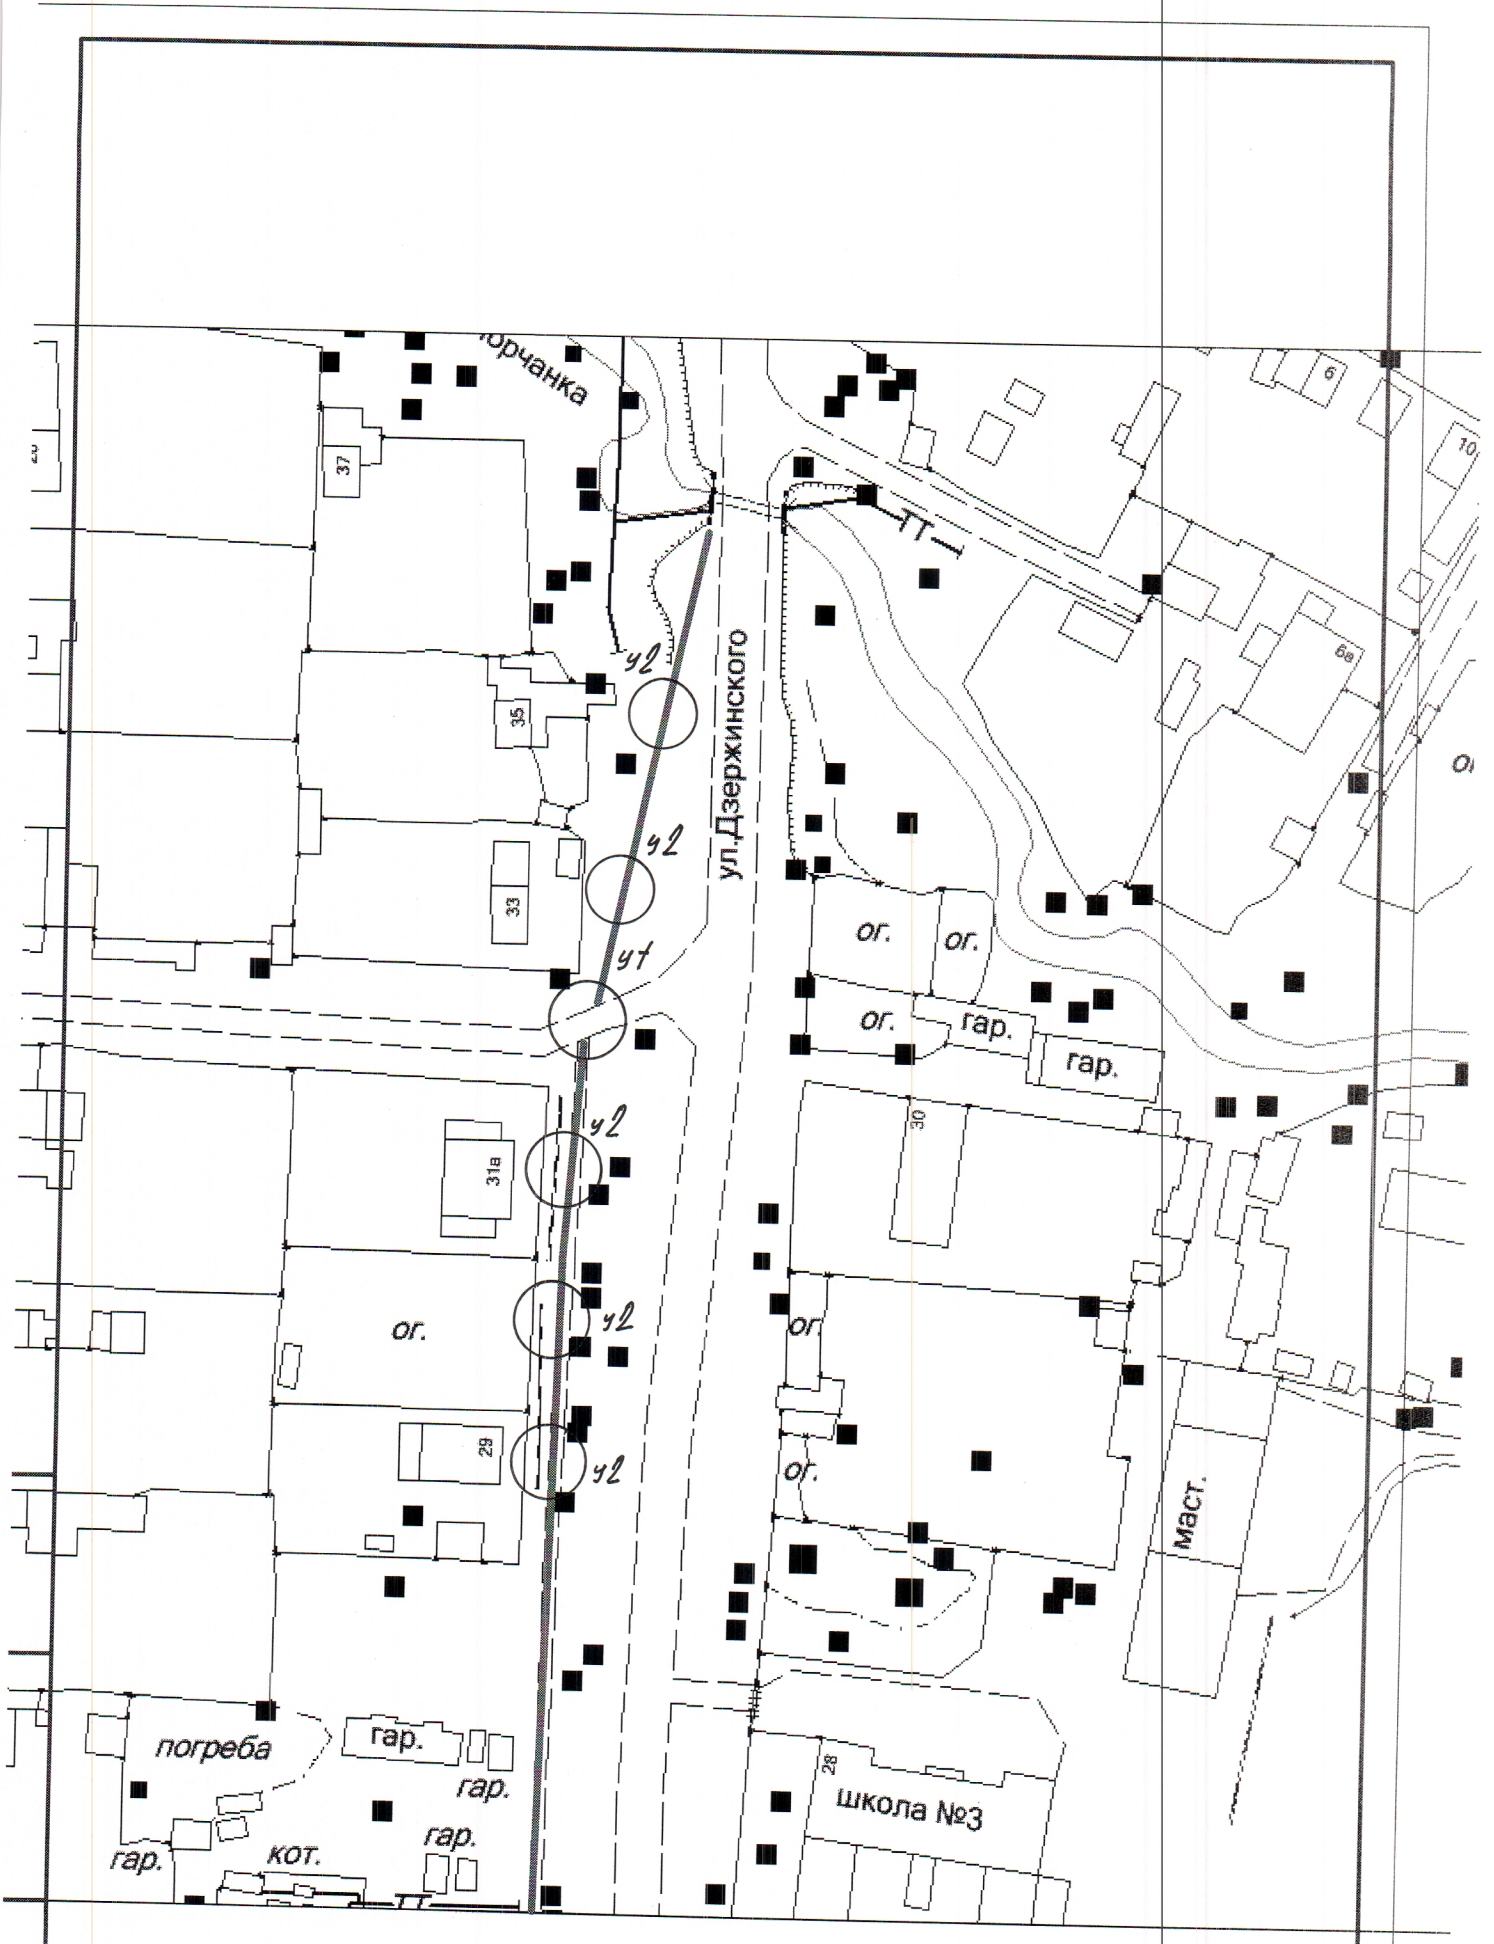 орчанка
6
10
37
ТТ
у2
ул.Дзержинского
6в
35
у2
33
ог.
ог.
у1
ог.
гар.
гар.
30
у2
31а
у2
ог.
ог.
29
у2
ог.
маст.
погреба
гар.
гар.
28
школа №3
гар.
гар.
кот.
ТТ